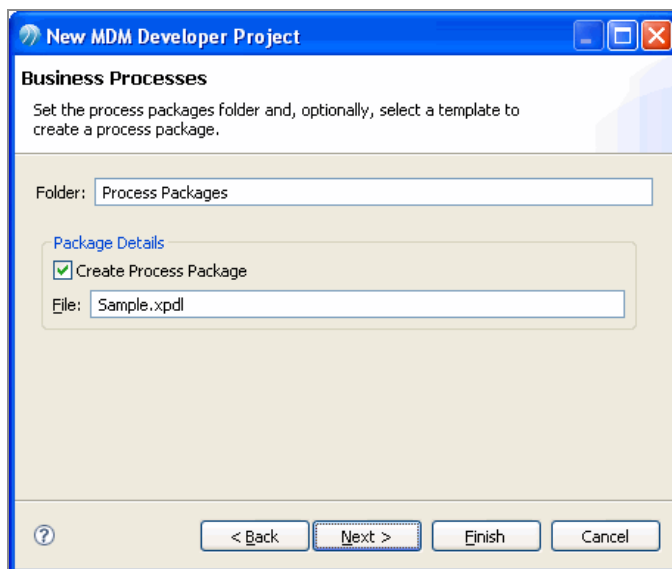 New MDM Developer Project
Business Processes
Set the process packages folder and, optionally, select a template to
create a process package.
Folder: Process Packages
Package Details
Create Process Package
File: Sample.xpdl
? < Back Next > Finish Cancel